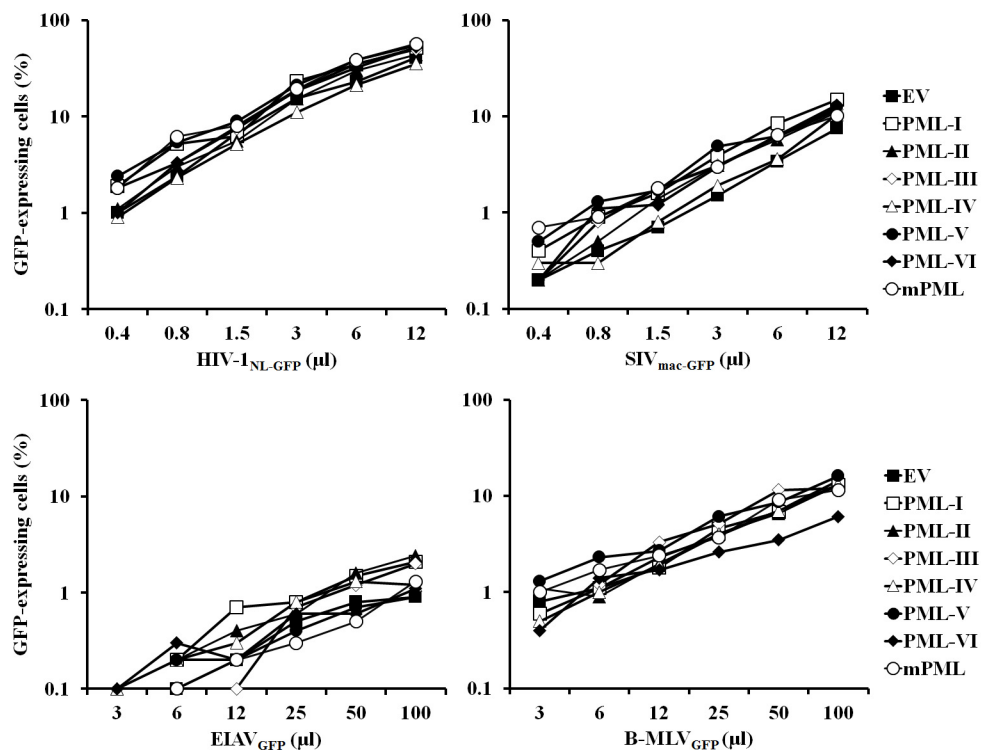 GFP-expressing cells (%)
100
10
1
0.1
0.4 0.8 1.5 3 6 12
HIV-1NL-GFP (µl)
100
10
1
0.1
0.4 0.8 1.5 3 6 12
SIVmac-GFP (µl)
EV
PML-I
PML-II
PML-III
PML-IV
PML-V
PML-VI
mPML
GFP-expressing cells (%)
100
10
1
0.1
3 6 12 25 50 100
EIAVGFP (µl)
100
10
1
0.1
3 6 12 25 50 100
B-MLVGFP (µl)
EV
PML-I
PML-II
PML-III
PML-IV
PML-V
PML-VI
mPML